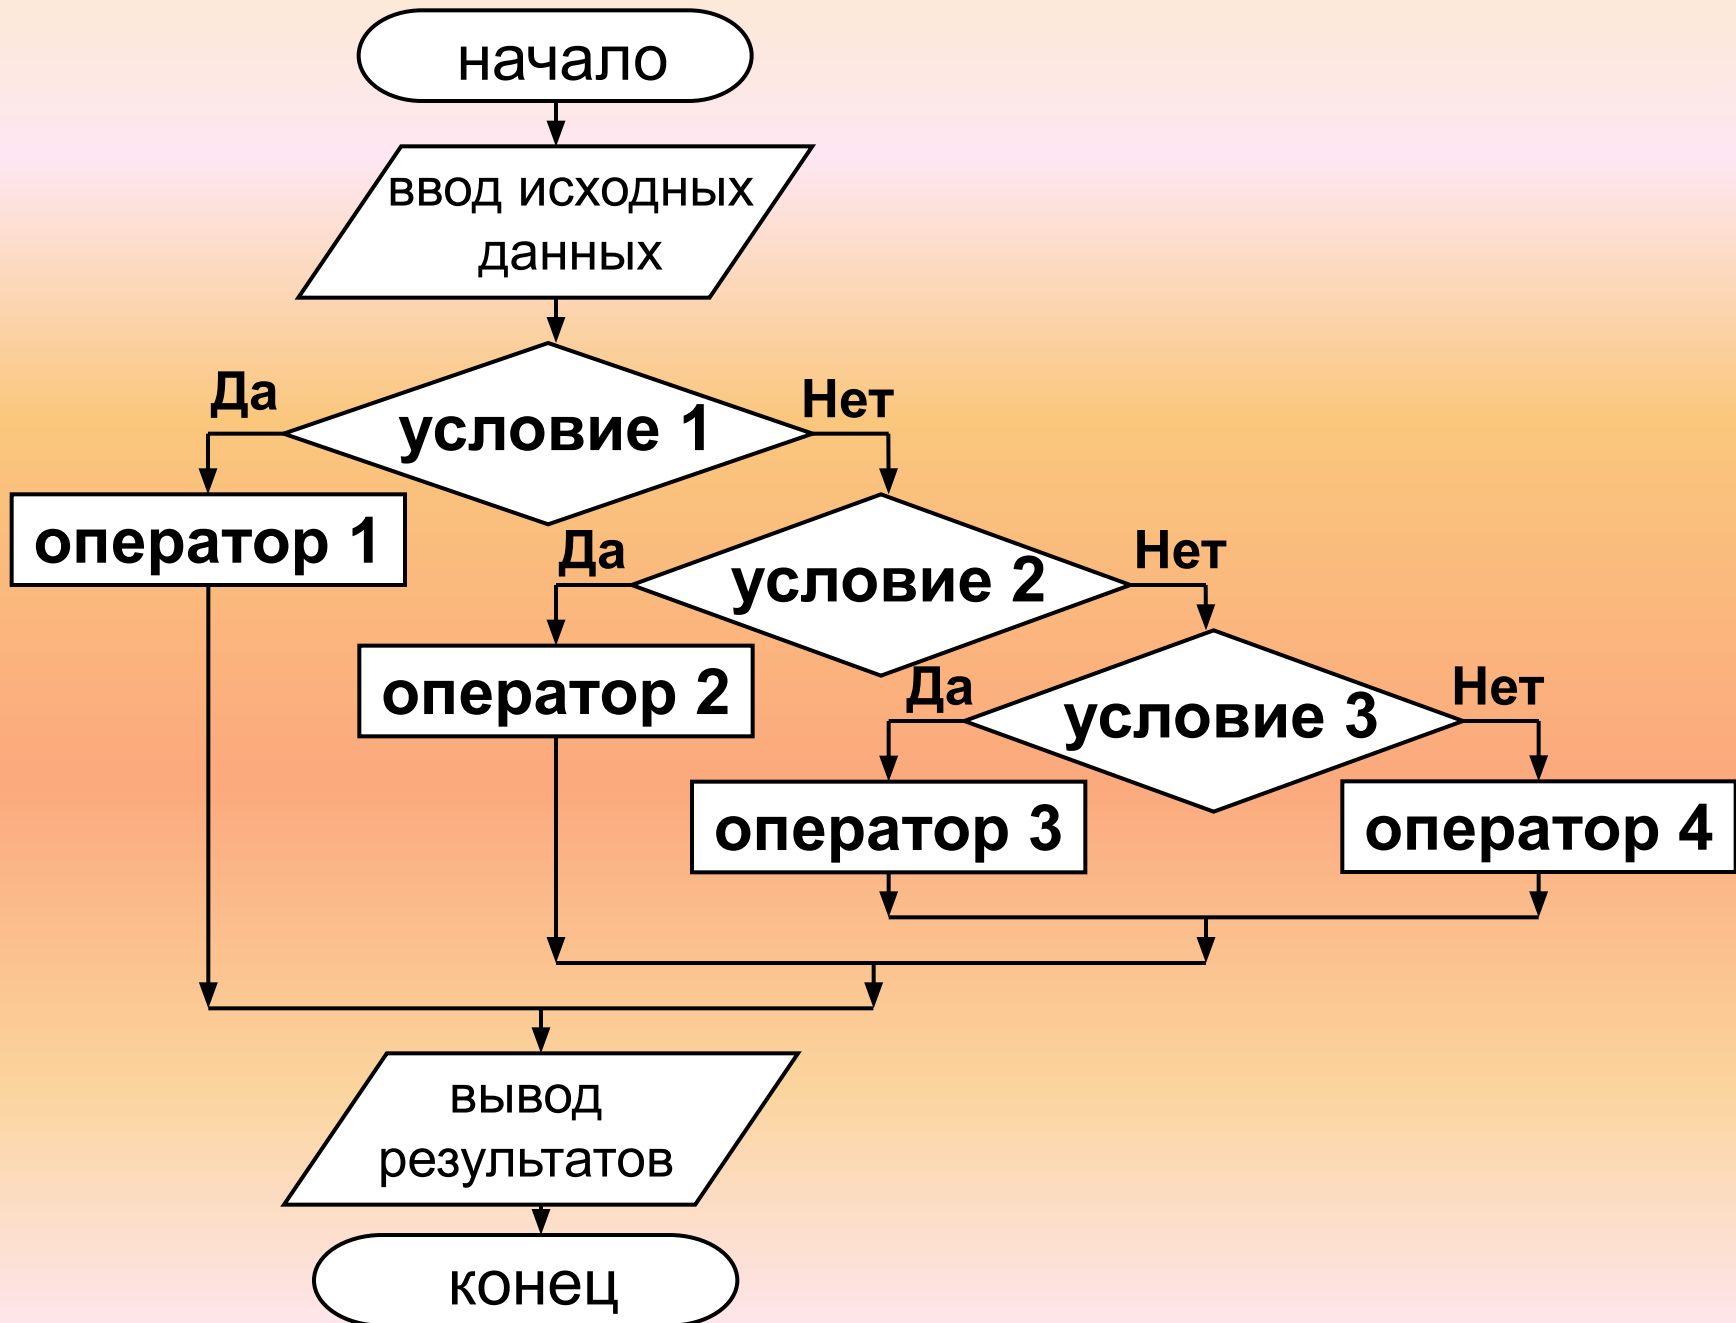 начало
ввод исходных
данных
Да
Нет
условие 1
оператор 1
Да
Нет
условие 2
оператор 2
Да
Нет
условие 3
оператор 3
оператор 4
вывод
результатов
конец